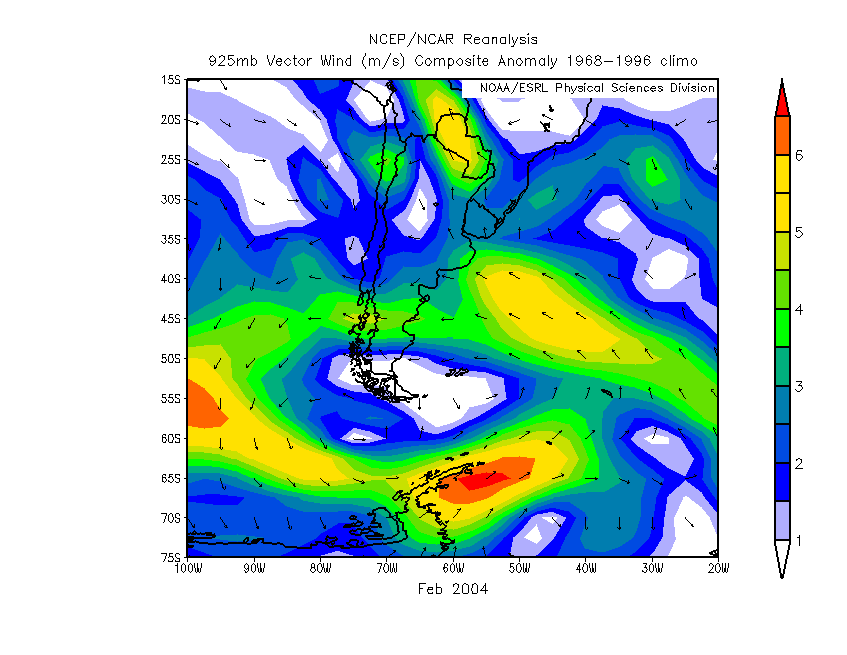 NCEP/NCAR Reanalysis
925mb Vector Wind (m/s) Composite Anomaly 1968-1996 climo
NOAA/ESRL Physical Sciences Division
15S
20S
25S
30S
35S
40S
45S
50S
55S
60S
65S
70S
75S
100W 90W 80W 70W 60W 50W 40W 30W 20W
Feb 2004
6
5
4
3
2
1